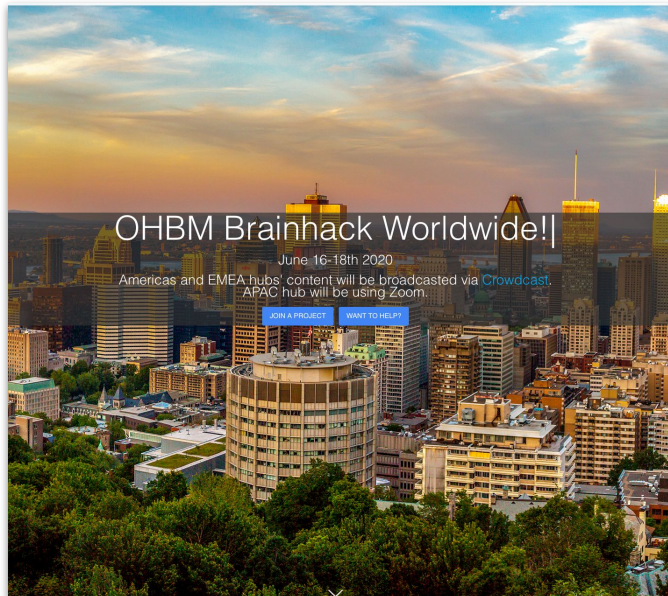 OHBM Brainhack Worldwide!|
June 16-18th 2020
Americas and EMEA hubs' content will be broadcasted via Crowdcast.
APAC hub will be using Zoom.
JOIN A PROJECT WANT TO HELP?